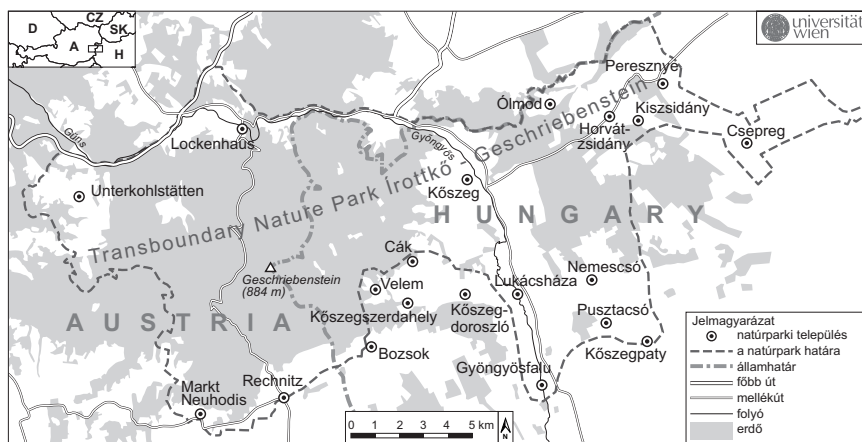 D
CZ
SK
A
H
universität
wien
Peresznye
Ólmod
Kiszsidány
Horvát-
zsidány
Csepreg
Güns
Lockenhaus
Gyöngyös
Unterkohlstätten
Kőszeg
Transboundary Nature Park Írottkő - Geschriebenstein
HUNGARY
Cák
Geschriebenstein
(884 m)
Velem
Lukácsháza
Nemescsó
Kőszegszerdahely
Kőszeg-
doroszló
Pusztacsó
AUSTRIA
Bozsok
Kőszegpaty
Gyöngyösfalu
Rechnitz
Markt
Neuhodis
0 1 2 3 4 5 km
N
Jelmagyarázat
natúrparki település
a natúrpark határa
államhatár
főbb út
mellékút
folyó
erdő